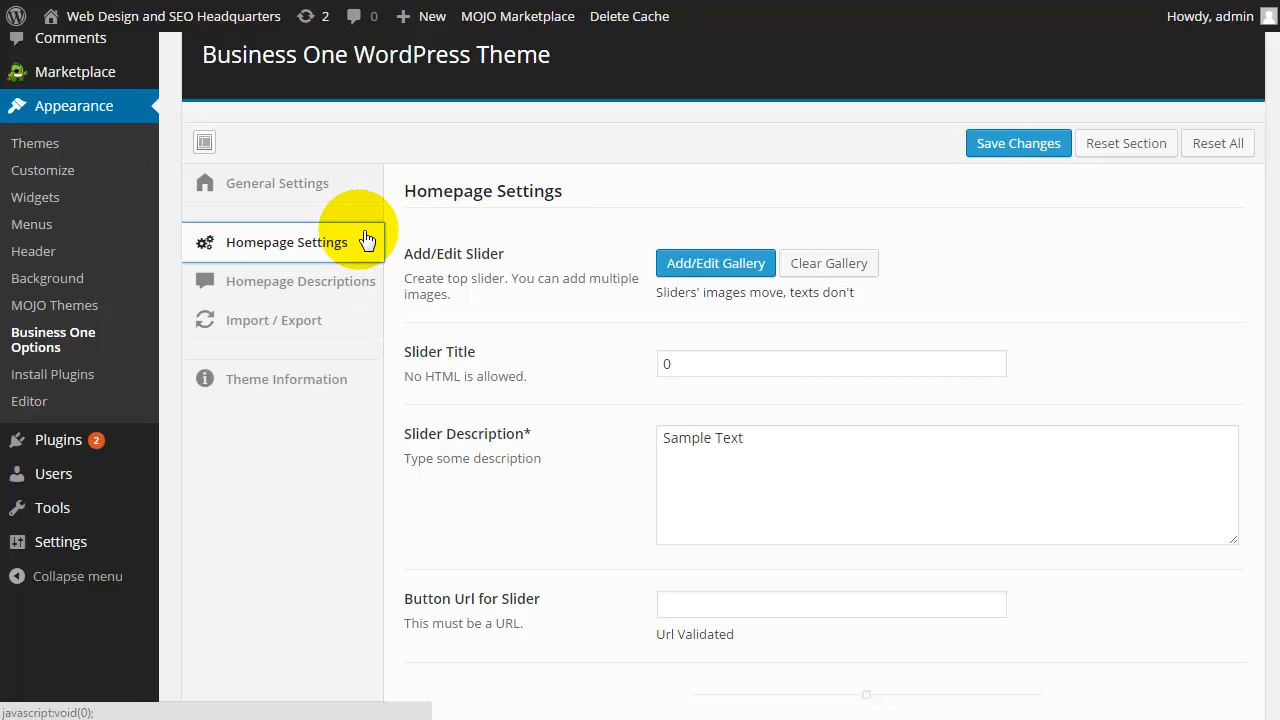 Web Design and SEO Headquarters 2 0 New MOJO Marketplace Delete Cache Howdy, admin
Comments
Marketplace
Appearance
Themes
Customize
Widgets
Menus
Header
Background
MOJO Themes
Business One
Options
Install Plugins
Editor
Plugins 2
Users
Tools
Settings
Collapse menu
Business One WordPress Theme
Save Changes Reset Section Reset All
General Settings
Homepage Settings
Homepage Descriptions
Import / Export
Theme Information
Homepage Settings
Add/Edit Slider
Create top slider. You can add multiple
images.
Add/Edit Gallery Clear Gallery
Sliders' images move, texts don't
Slider Title
No HTML is allowed.
0
Slider Description*
Type some description
Sample Text
Button Url for Slider
This must be a URL.
Url Validated
javascript:void(0);